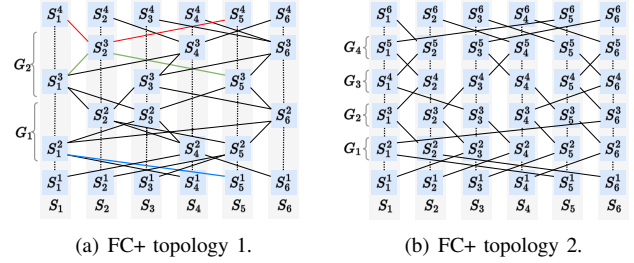 S_1^4 S_2^4 S_3^4 S_4^4 S_5^4 S_6^4
S_2^3 S_4^3 S_6^3
G_2
S_1^3 S_3^3 S_5^3
S_2^2 S_6^2
G_1
S_1^2 S_3^2 S_4^2 S_5^2
S_1^1 S_2^1 S_3^1 S_4^1 S_5^1 S_6^1
S_1 S_2 S_3 S_4 S_5 S_6
(a) FC+ topology 1.
S_1^6 S_2^6 S_3^6 S_4^6 S_5^6 S_6^6
G_4 S_1^5 S_2^5 S_3^5 S_4^5 S_5^5 S_6^5
G_3 S_1^4 S_2^4 S_3^4 S_4^4 S_5^4 S_6^4
G_2 S_1^3 S_2^3 S_3^3 S_4^3 S_5^3 S_6^3
G_1 S_1^2 S_2^2 S_3^2 S_4^2 S_5^2 S_6^2
S_1^1 S_2^1 S_3^1 S_4^1 S_5^1 S_6^1
S_1 S_2 S_3 S_4 S_5 S_6
(b) FC+ topology 2.